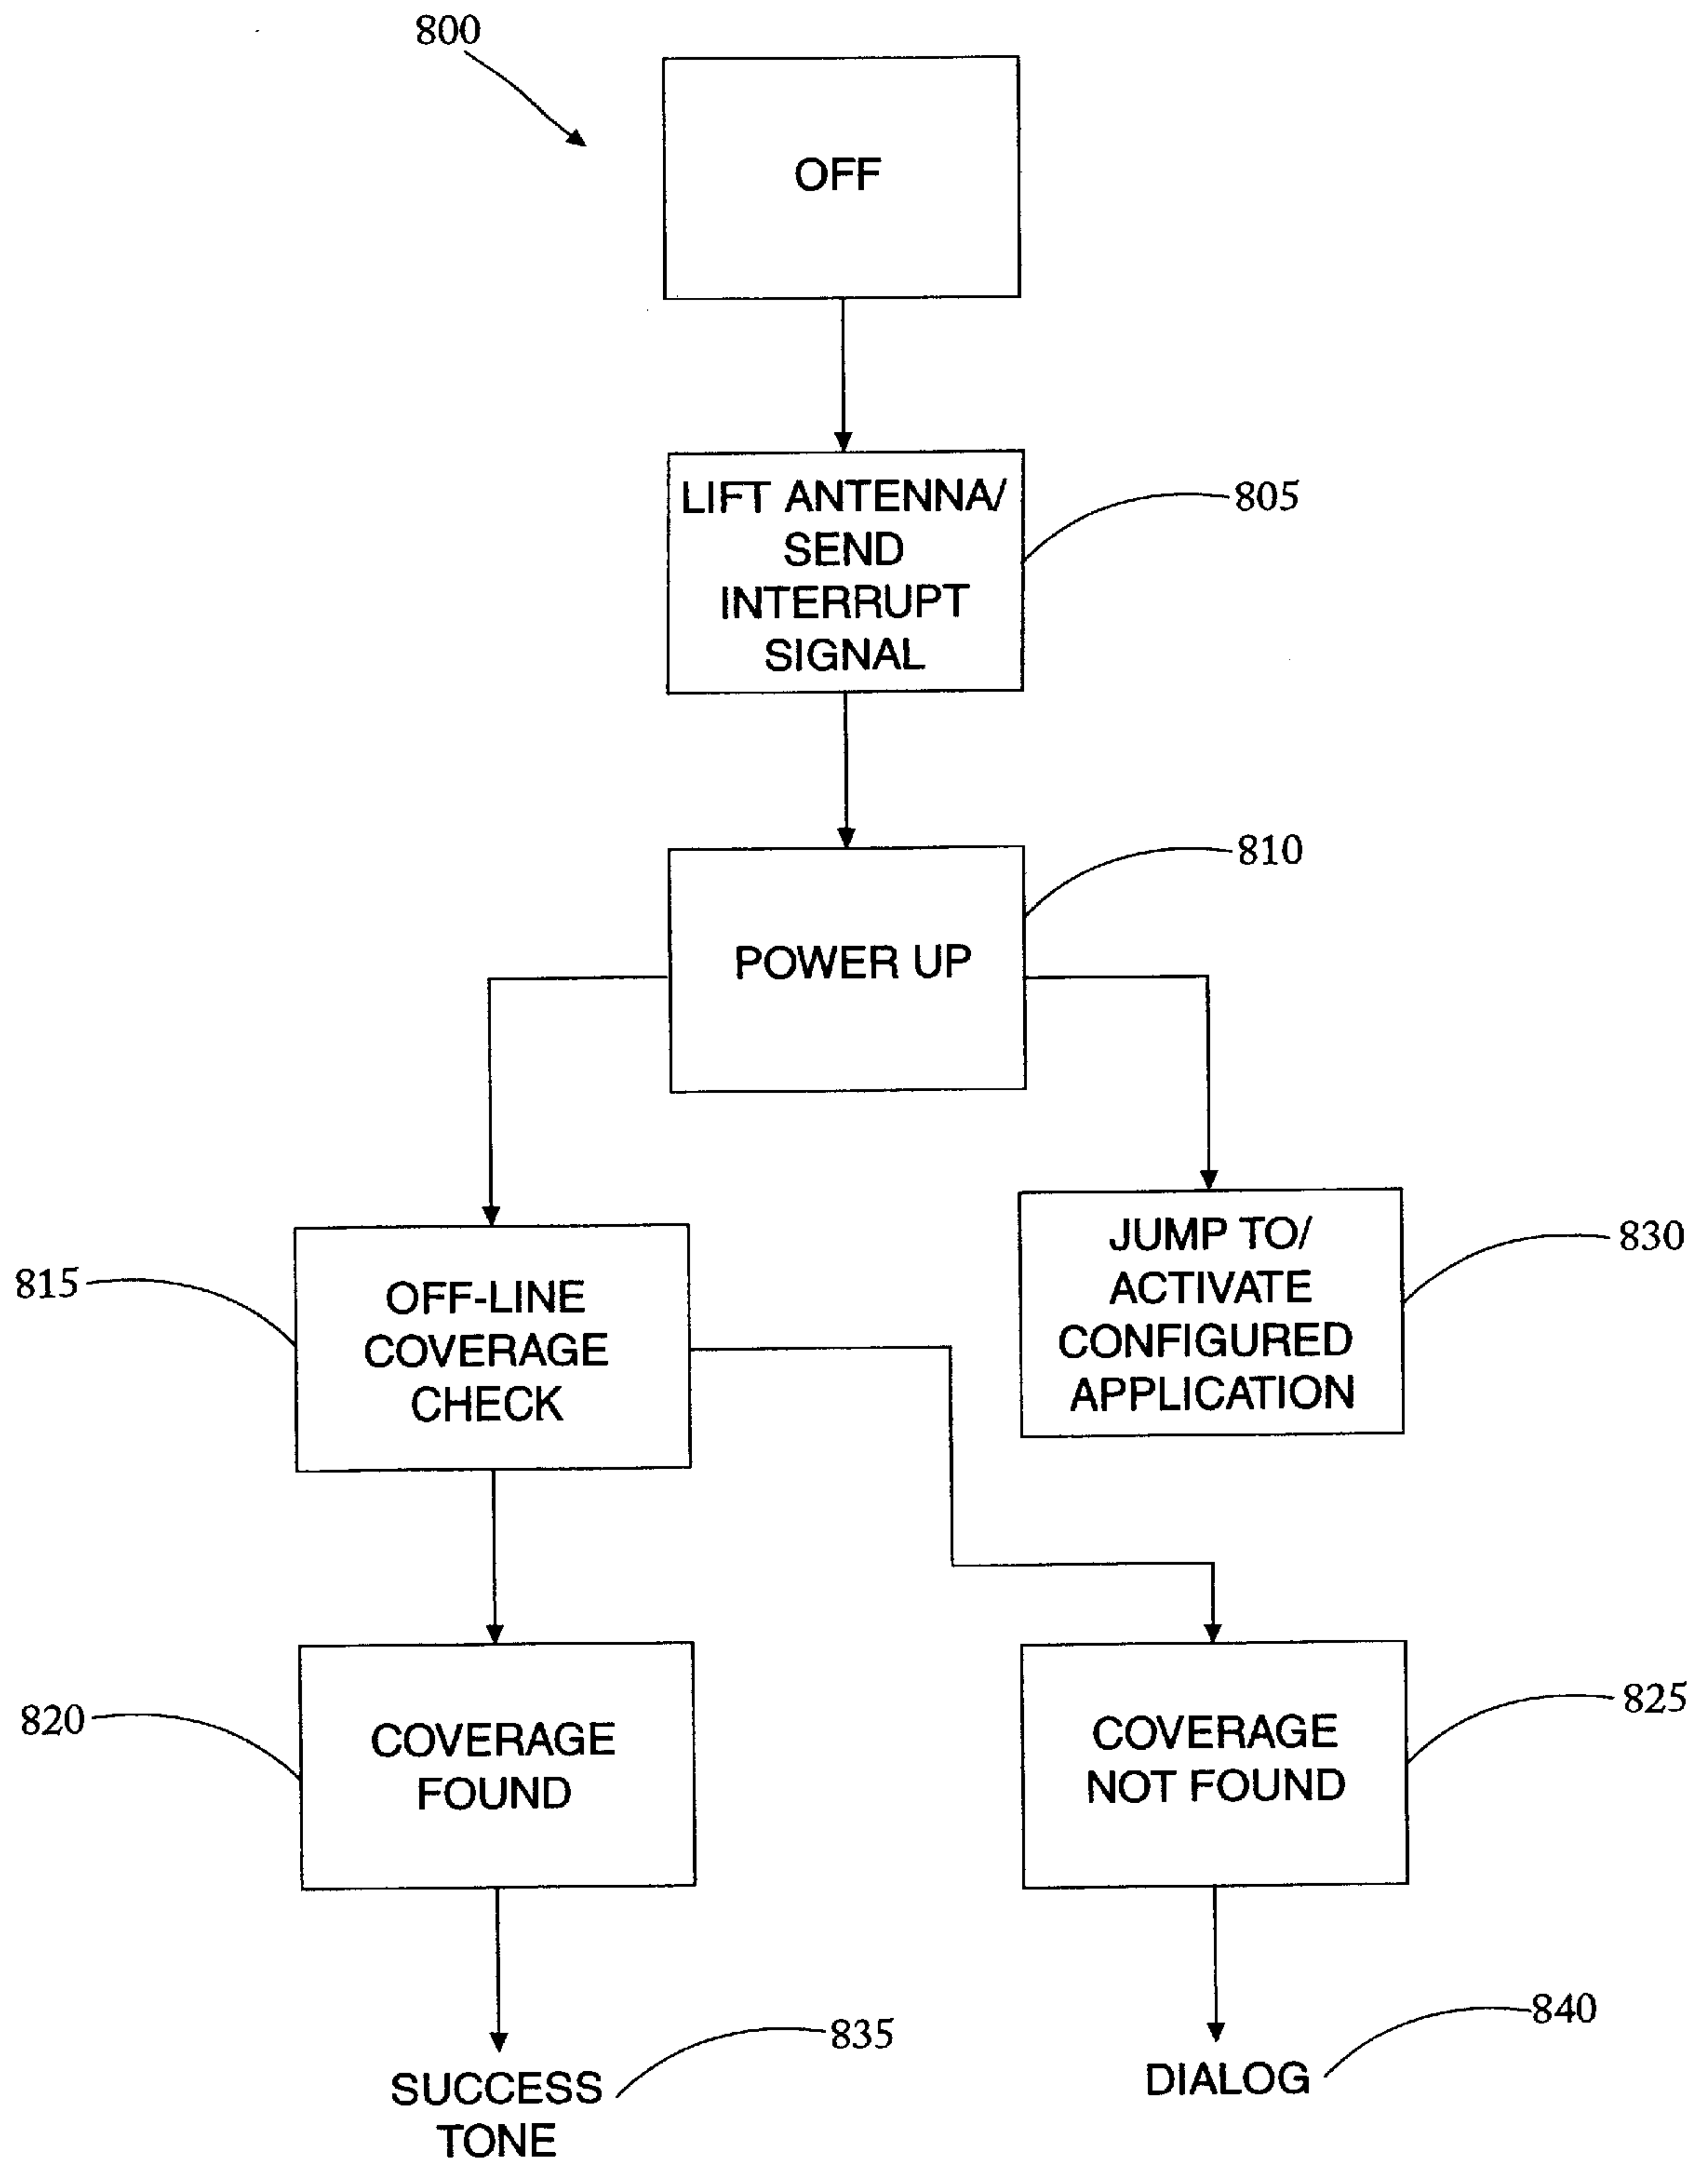 800
OFF
LIFT ANTENNA/
SEND
INTERRUPT
SIGNAL
805
810
POWER UP
JUMP TO/
ACTIVATE
CONFIGURED
APPLICATION
830
815
OFF-LINE
COVERAGE
CHECK
820
COVERAGE
FOUND
COVERAGE
NOT FOUND
825
835
SUCCESS
TONE
840
DIALOG